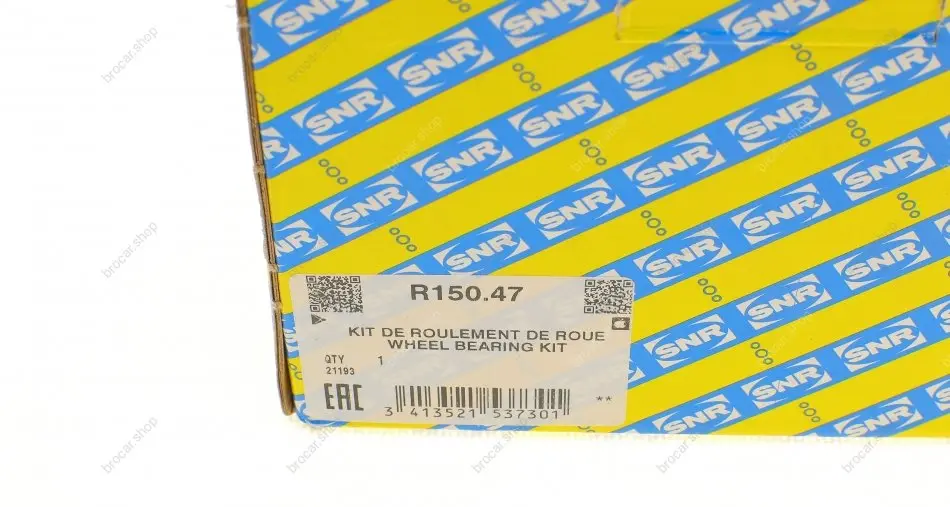 SNR
R150.47
KIT DE ROULEMENT DE ROUE
WHEEL BEARING KIT
QTY 1
21193
EAC
3 413521 537301
**
brocar.shop